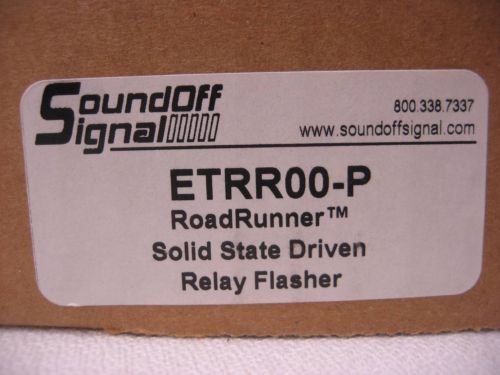 SoundOff
Signal
800.338.7337
www.soundoffsignal.com
ETRR00-P
RoadRunner™
Solid State Driven
Relay Flasher